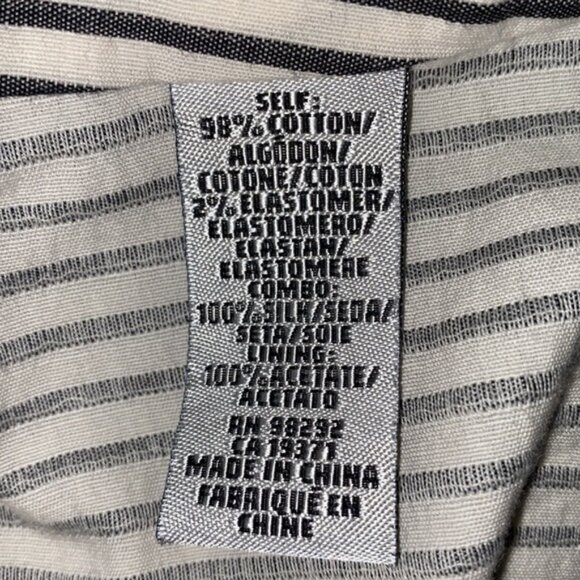 SELF:
98% COTTON/
ALGODON/
COTONE/COTON
2% ELASTOMER/
ELASTOMERO/
ELASTAN/
ELASTOMERE
COMBO:
100%SILK/SEDA/
SETA/SOIE
LINING:
100%ACETATE/
ACETATO
RN 98292
CA 19371
MADE IN CHINA
FABRIQUE EN
CHINE